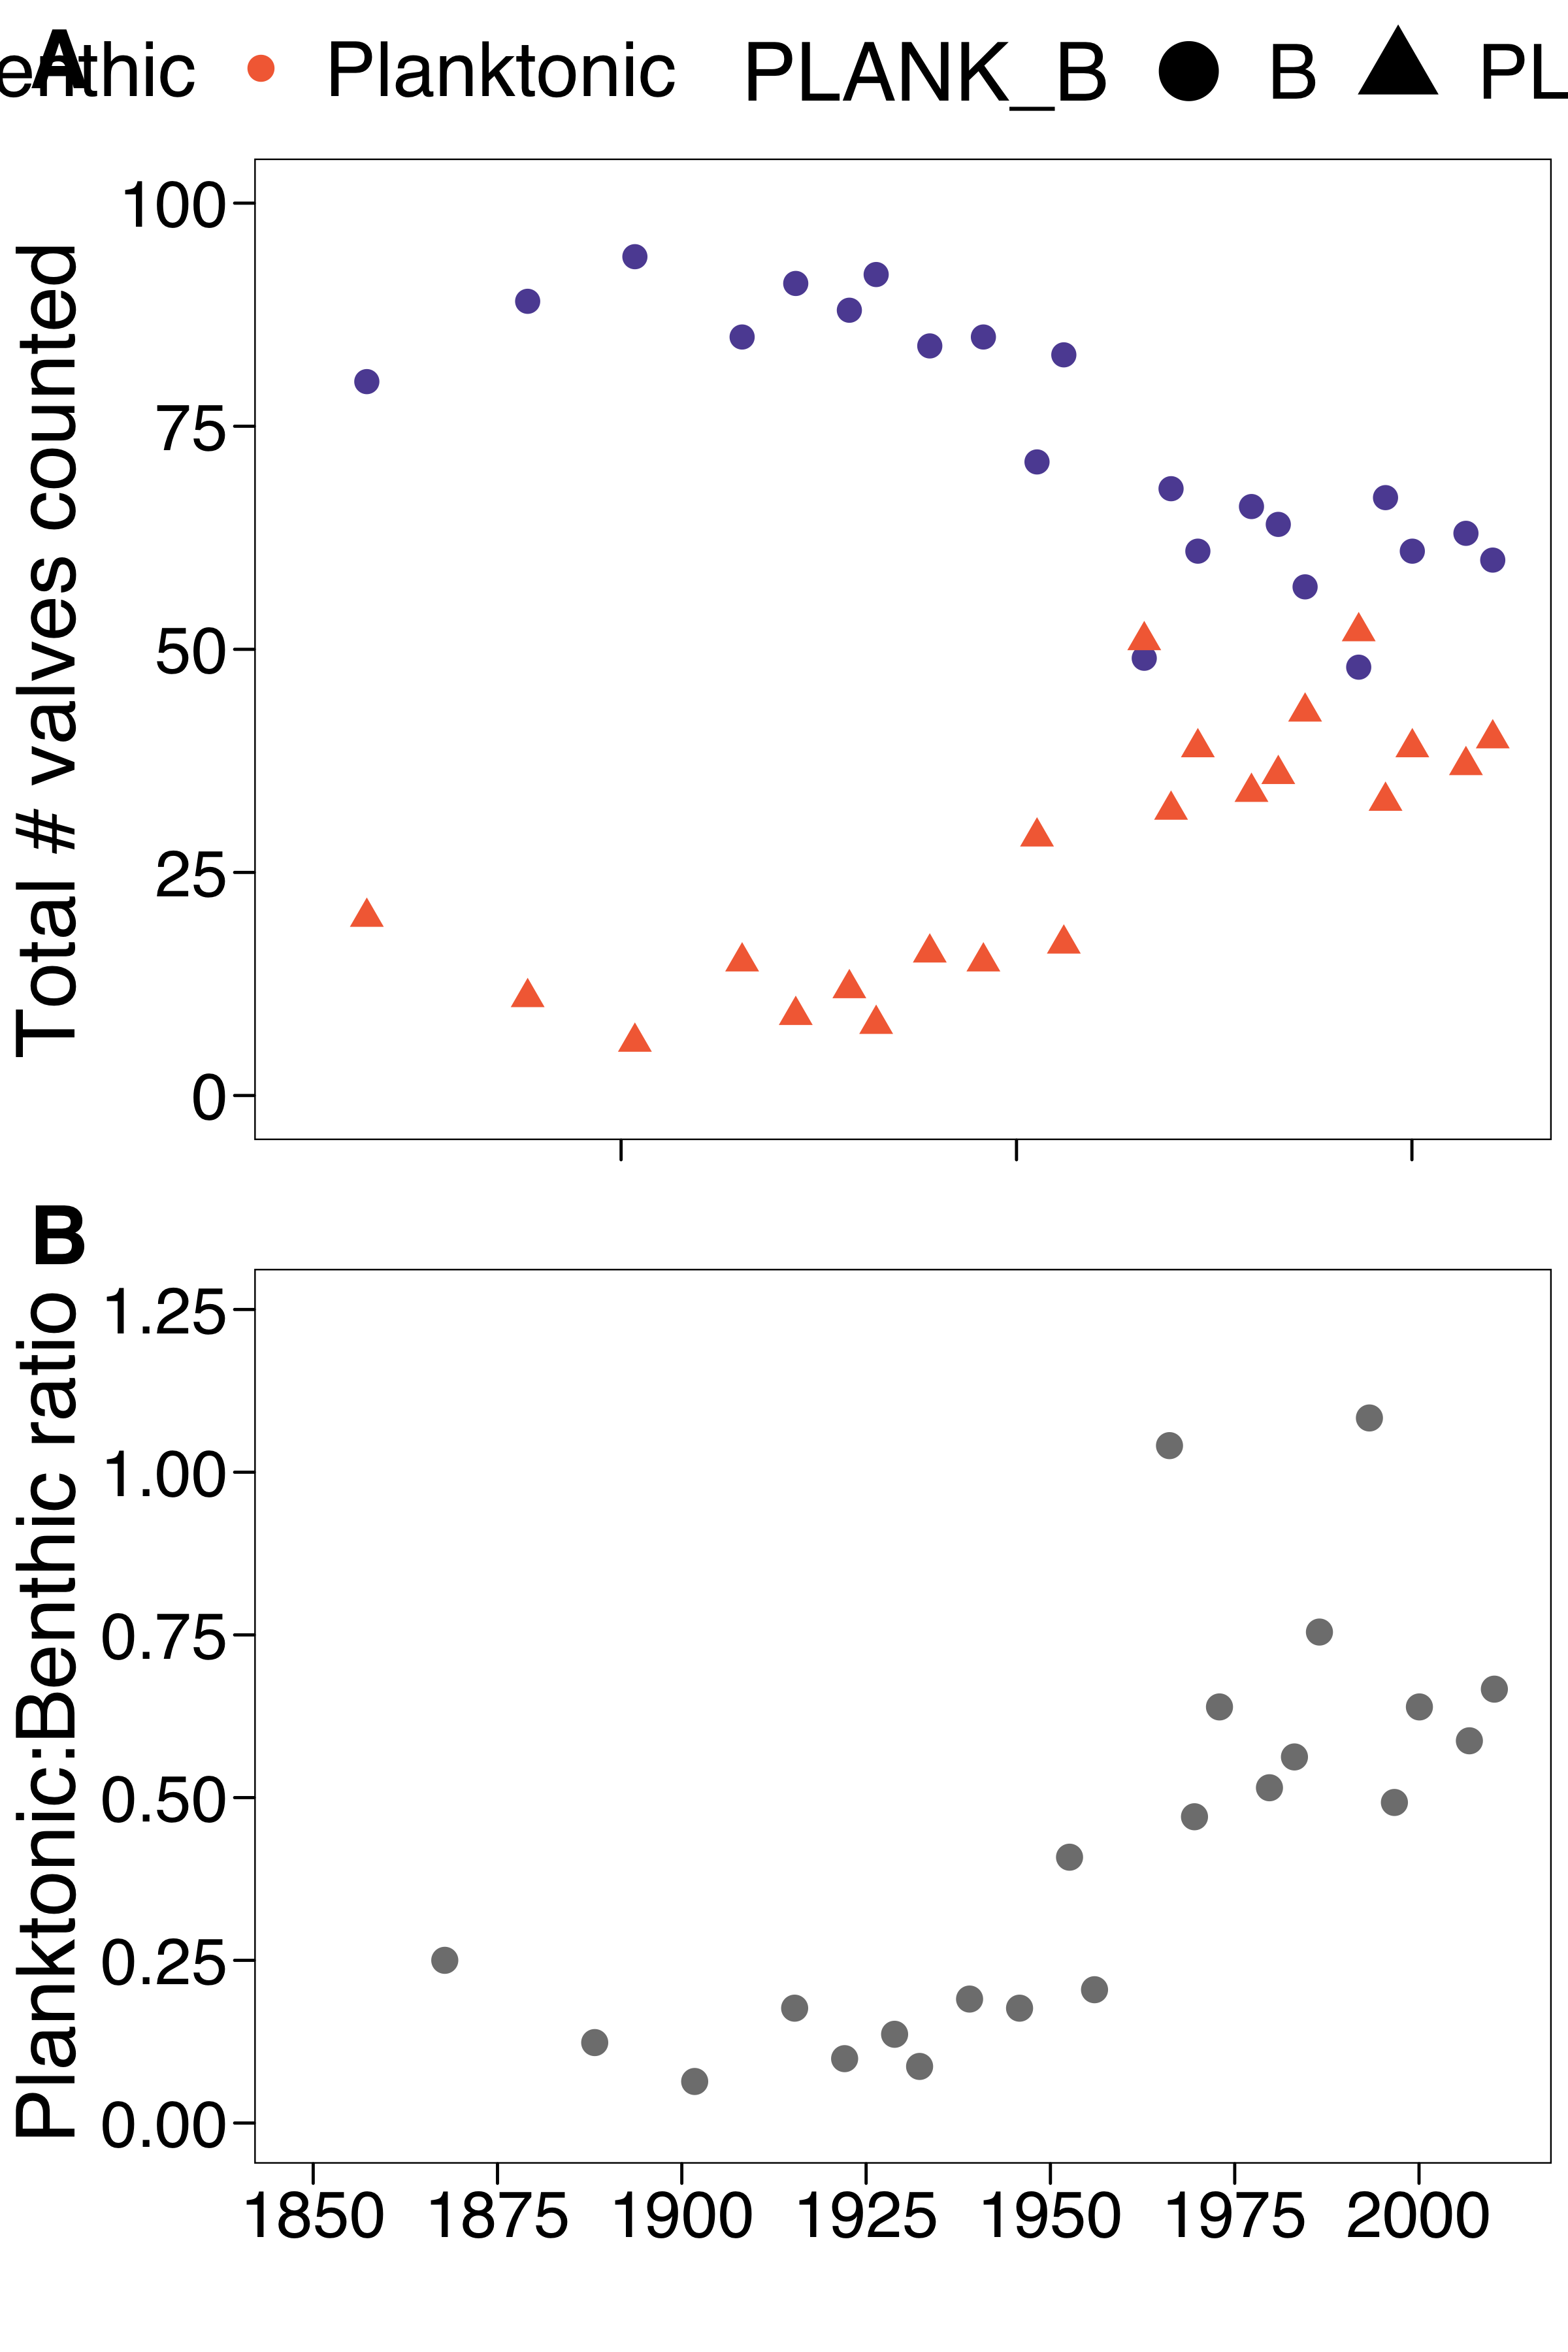 A
enthic Planktonic PLANK_B B PL
Total # valves counted
100
75
50
25
0
B
Planktonic:Benthic ratio
1.25
1.00
0.75
0.50
0.25
0.00
1850 1875 1900 1925 1950 1975 2000